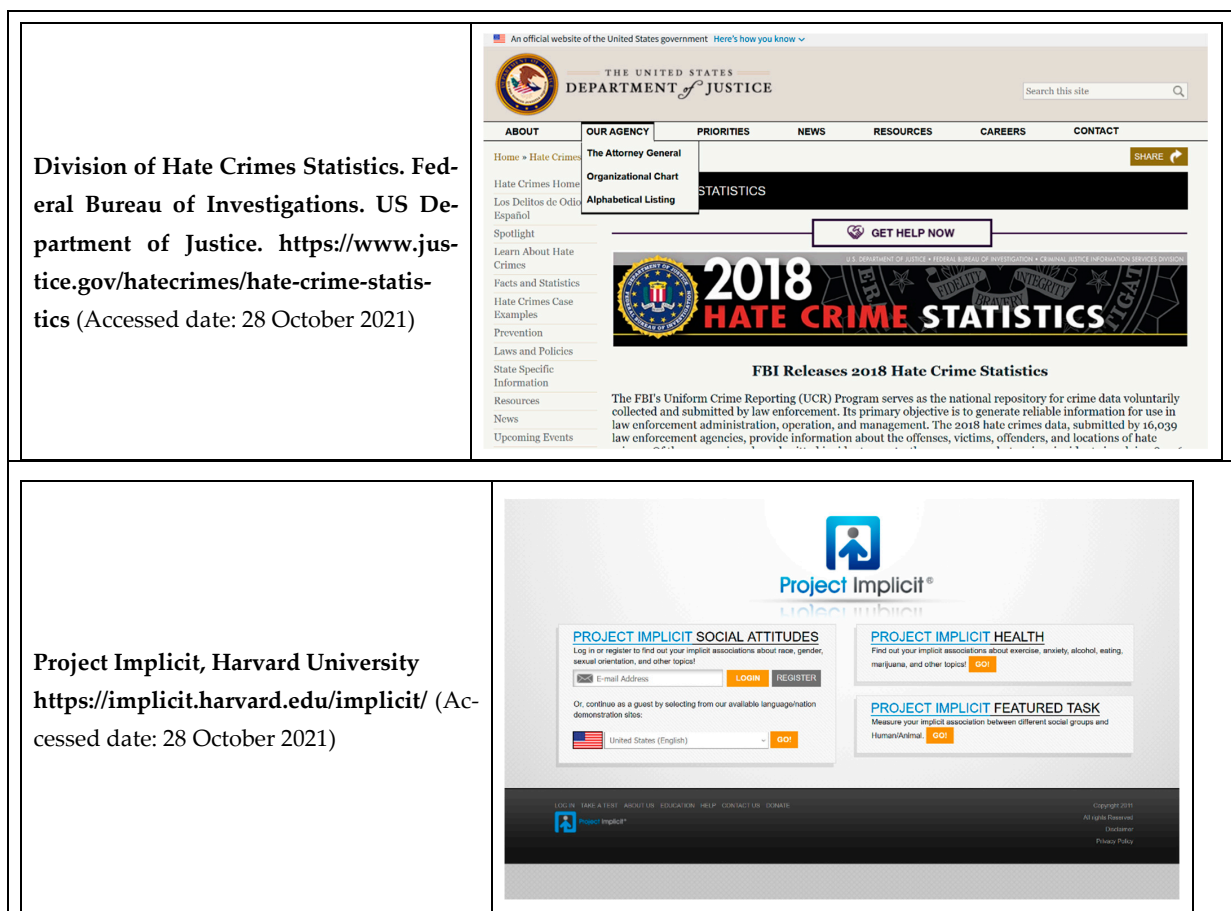 Division of Hate Crimes Statistics. Fed-
eral Bureau of Investigations. US De-
partment of Justice. https://www.jus-
tice.gov/hatecrimes/hate-crime-statis-
tics (Accessed date: 28 October 2021)
An official website of the United States government Here's how you know
THE UNITED STATES
DEPARTMENT of JUSTICE
Search this site
ABOUT OUR AGENCY PRIORITIES NEWS RESOURCES CAREERS CONTACT
Home » Hate Crimes
The Attorney General
Organizational Chart
Alphabetical Listing
SHARE
Hate Crimes Home
Los Delitos de Odio
Español
Spotlight
Learn About Hate
Crimes
Facts and Statistics
Hate Crimes Case
Examples
Prevention
Laws and Policies
State Specific
Information
Resources
News
Upcoming Events
STATISTICS
GET HELP NOW
U.S. DEPARTMENT OF JUSTICE • FEDERAL BUREAU OF INVESTIGATION • CRIMINAL JUSTICE INFORMATION SERVICES DIVISION
FIDELITY BRAVERY INTEGRITY
2018
HATE CRIME STATISTICS
FBI Releases 2018 Hate Crime Statistics
The FBI's Uniform Crime Reporting (UCR) Program serves as the national repository for crime data voluntarily
collected and submitted by law enforcement. Its primary objective is to generate reliable information for use in
law enforcement administration, operation, and management. The 2018 hate crimes data, submitted by 16,039
law enforcement agencies, provide information about the offenses, victims, offenders, and locations of hate
Project Implicit, Harvard University
https://implicit.harvard.edu/implicit/ (Ac-
cessed date: 28 October 2021)
Project Implicit®
PROJECT IMPLICIT SOCIAL ATTITUDES
Log in or register to find out your implicit associations about race, gender,
sexual orientation, and other topics!
E-mail Address LOGIN REGISTER
Or, continue as a guest by selecting from our available language/nation
demonstration sites:
United States (English) GO!
PROJECT IMPLICIT HEALTH
Find out your implicit associations about exercise, anxiety, alcohol, eating,
marijuana, and other topics! GO!
PROJECT IMPLICIT FEATURED TASK
Measure your implicit association between different social groups and
Human/Animal. GO!
LOG IN TAKE A TEST ABOUT US EDUCATION HELP CONTACT US DONATE
Project Implicit®
Copyright 2011
All rights Reserved
Disclaimer
Privacy Policy